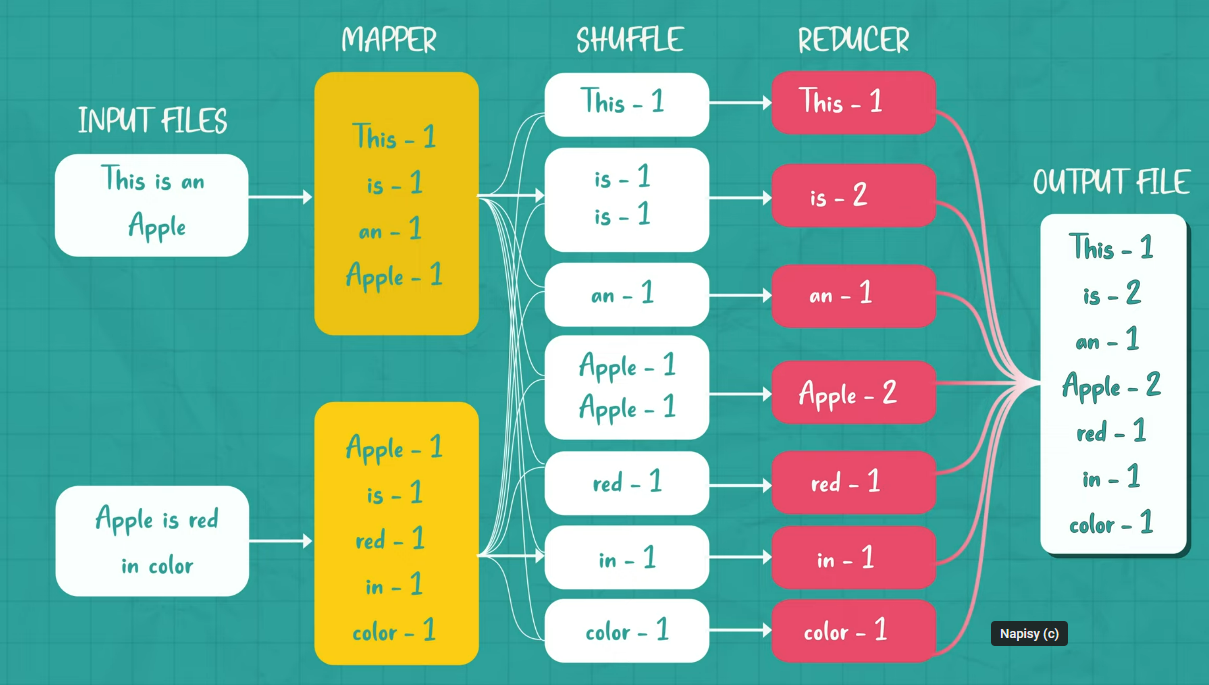 INPUT FILES
This is an
Apple
Apple is red
in color
MAPPER
This - 1
is - 1
an - 1
Apple - 1
Apple - 1
is - 1
red - 1
in - 1
color - 1
SHUFFLE
This - 1
is - 1
is - 1
an - 1
Apple - 1
Apple - 1
red - 1
in - 1
color - 1
REDUCER
This - 1
is - 2
an - 1
Apple - 2
red - 1
in - 1
color - 1
OUTPUT FILE
This - 1
is - 2
an - 1
Apple - 2
red - 1
in - 1
color - 1
Napisy (c)